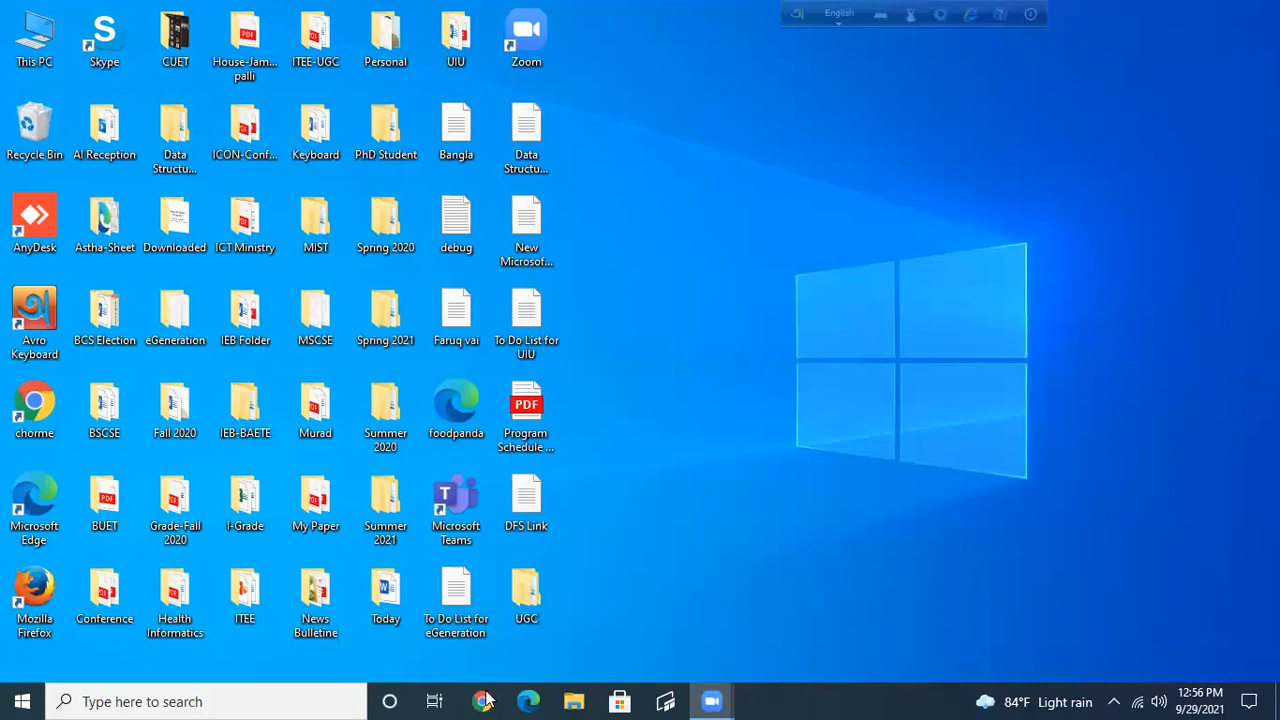 This PC
Skype
CUET
House-Jam...
palli
ITEE-UGC
Personal
UIU
Zoom
English
Recycle Bin
AI Reception
Data
Structu...
ICON-Conf...
Keyboard
PhD Student
Bangla
Data
Structu...
AnyDesk
Astha-Sheet
Downloaded
ICT Ministry
MIST
Spring 2020
debug
New
Microsof...
Avro
Keyboard
BCS Election
eGeneration
IEB Folder
MSCSE
Spring 2021
Faruq vai
To Do List for
UIU
chorme
BSCSE
Fall 2020
IEB-BAETE
Murad
Summer
2020
foodpanda
PDF
Program
Schedule ...
Microsoft
Edge
BUET
Grade-Fall
2020
I-Grade
My Paper
Summer
2021
Microsoft
Teams
DFS Link
Mozilla
Firefox
Conference
Health
Informatics
ITEE
News
Bulletine
Today
To Do List for
eGeneration
UGC
Type here to search
84°F Light rain
12:56 PM
9/29/2021